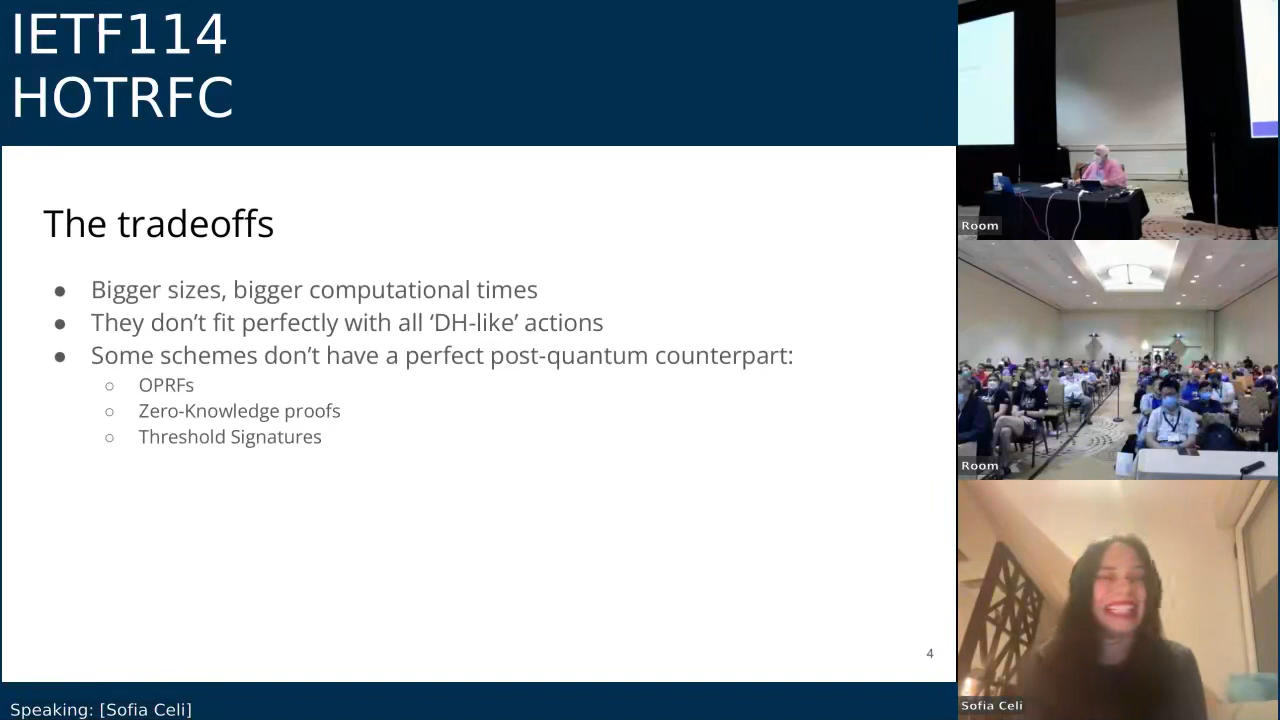 IETF114
HOTRFC
The tradeoffs
● Bigger sizes, bigger computational times
● They don’t fit perfectly with all ‘DH-like’ actions
● Some schemes don’t have a perfect post-quantum counterpart:
○ OPRFs
○ Zero-Knowledge proofs
○ Threshold Signatures
4
Speaking: [Sofia Celi]
Room
Room
Sofia Celi